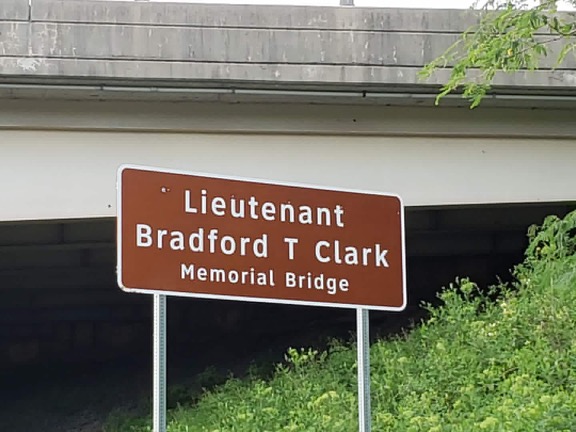 Lieutenant
Bradford T Clark
Memorial Bridge